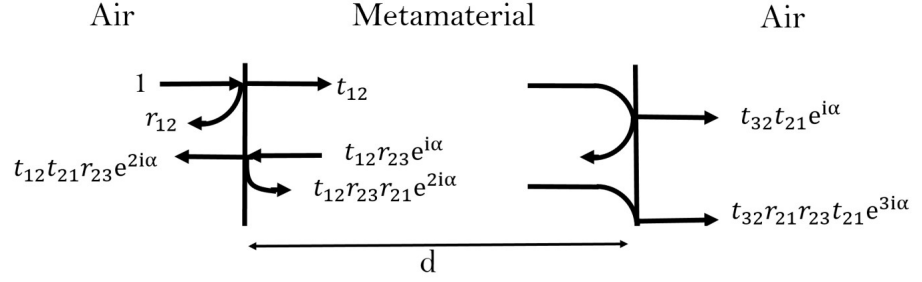 Air Metamaterial Air
1 t₁₂
r₁₂ t₃₂t₂₁e^{iα}
t₁₂t₂₁r₂₃e^{2iα} t₁₂r₂₃e^{iα}
t₁₂r₂₃r₂₁e^{2iα}
t₃₂r₂₁r₂₃t₂₁e^{3iα}
d